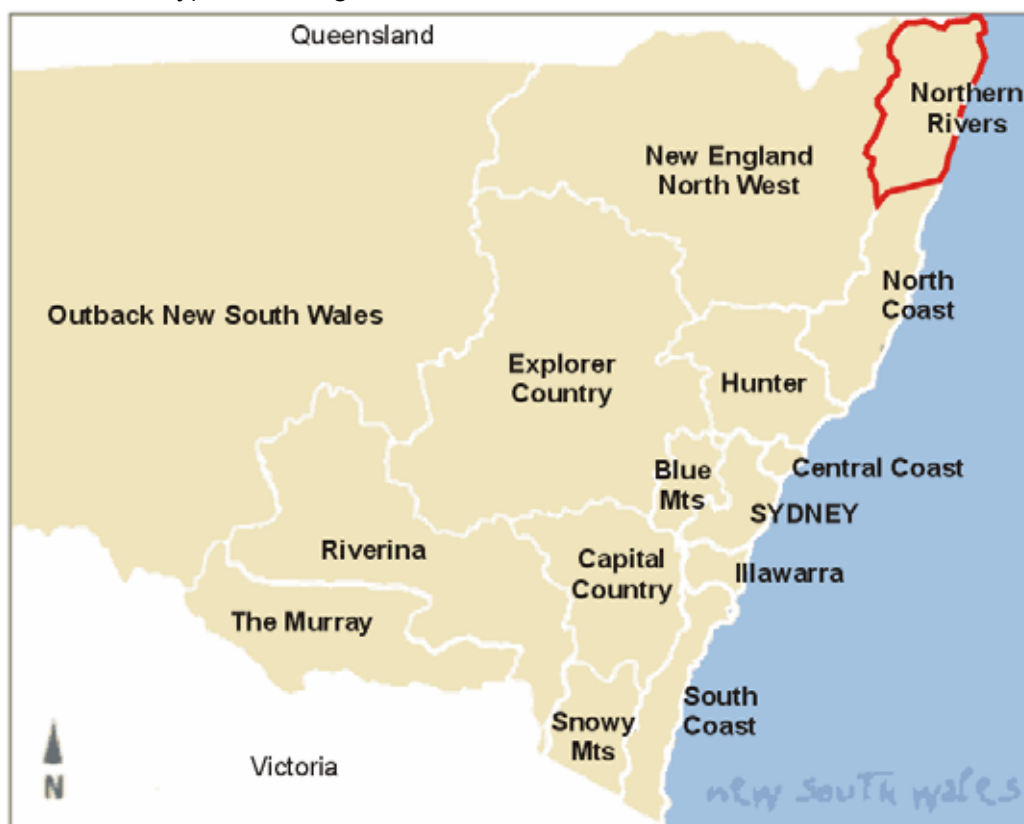 Queensland
Northern
Rivers
New England
North West
North
Coast
Outback New South Wales
Explorer
Country
Hunter
Blue
Mts
Central Coast
SYDNEY
Riverina
Capital
Country
Illawarra
The Murray
South
Coast
Snowy
Mts
Victoria
N
new south wales